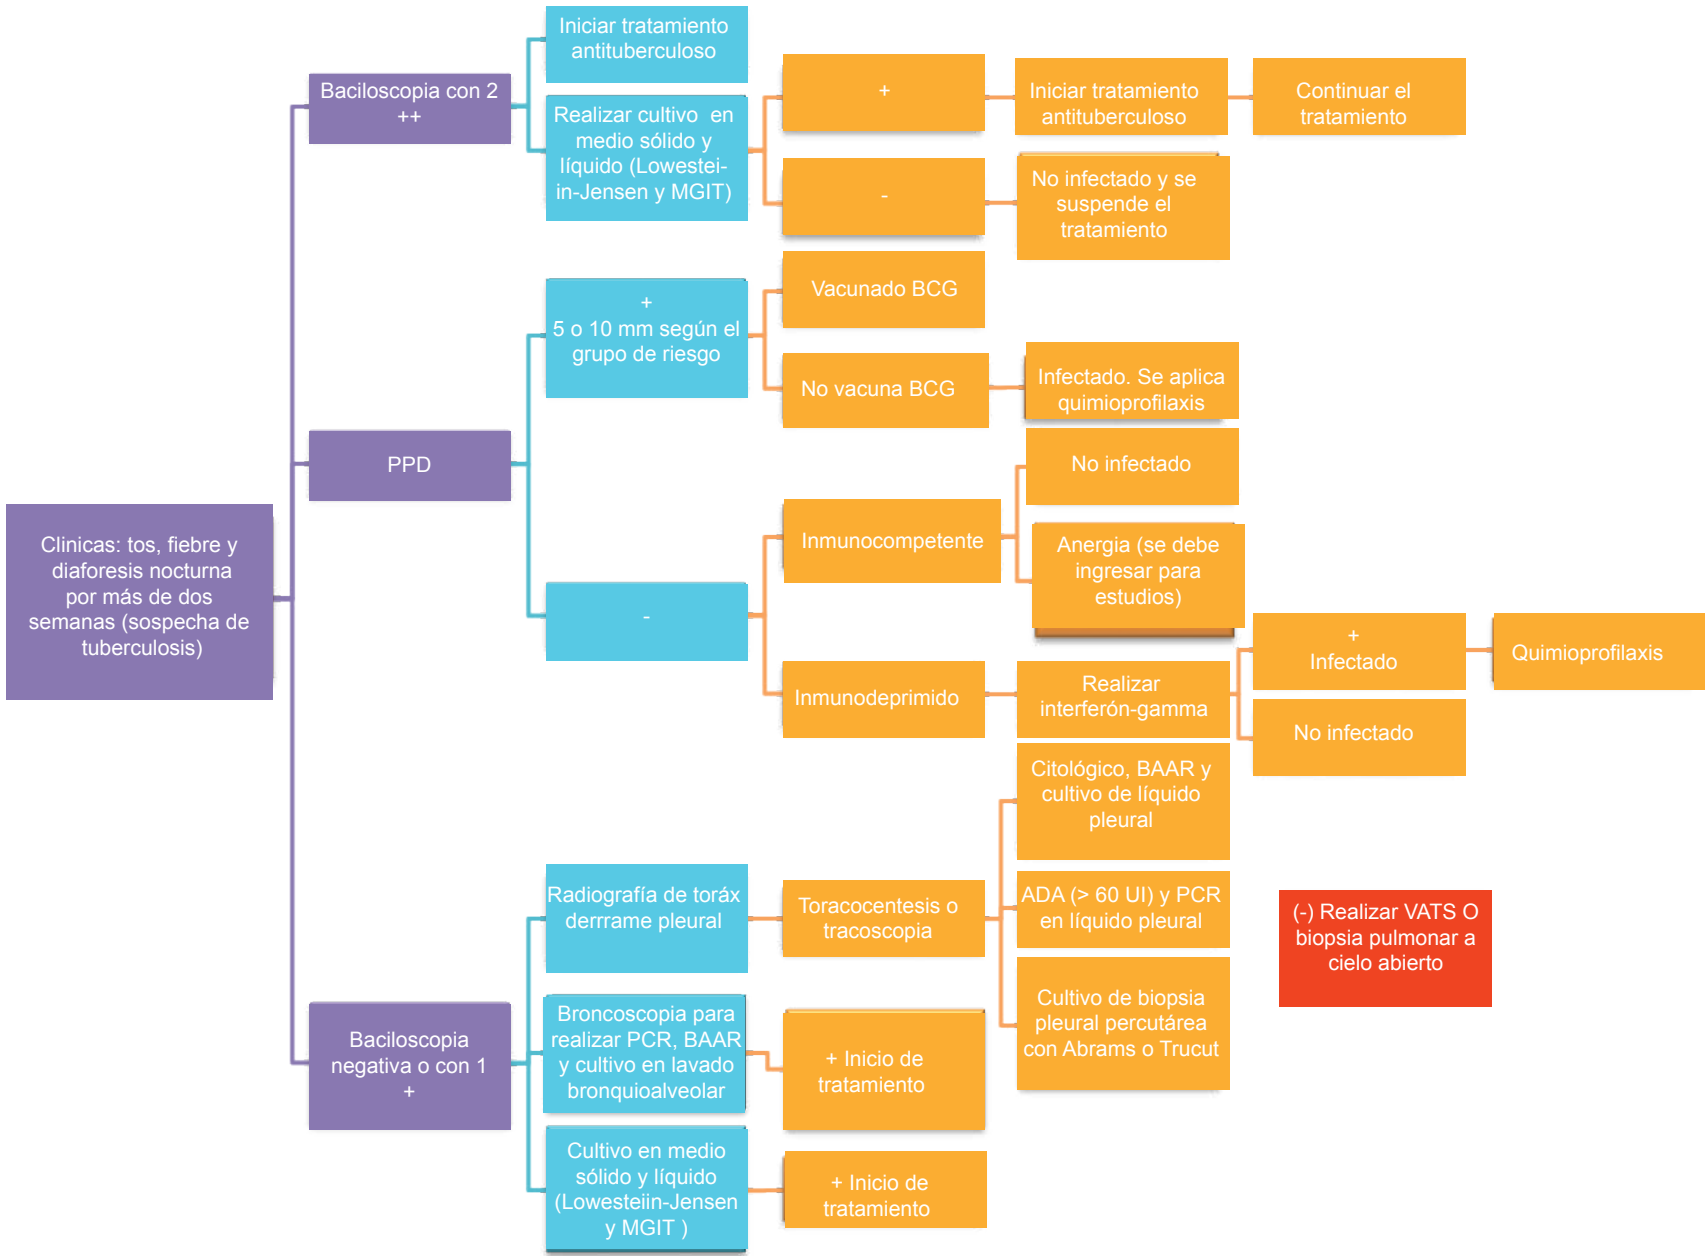 Clinicas: tos, fiebre y
diaforesis nocturna
por más de dos
semanas (sospecha de
tuberculosis)
Baciloscopia con 2
++
Iniciar tratamiento
antituberculoso
Realizar cultivo en
medio sólido y
líquido (Lowestei-
in-Jensen y MGIT)
+
Iniciar tratamiento
antituberculoso
Continuar el
tratamiento
-
No infectado y se
suspende el
tratamiento
PPD
+
5 o 10 mm según el
grupo de riesgo
Vacunado BCG
No vacuna BCG
Infectado. Se aplica
quimioprofilaxis
-
Inmunocompetente
No infectado
Anergia (se debe
ingresar para
estudios)
Inmunodeprimido
Realizar
interferón-gamma
+
Infectado
Quimioprofilaxis
No infectado
Baciloscopia
negativa o con 1
+
Radiografía de toráx
derrrame pleural
Toracocentesis o
tracoscopia
Citológico, BAAR y
cultivo de líquido
pleural
ADA (> 60 UI) y PCR
en líquido pleural
Cultivo de biopsia
pleural percutárea
con Abrams o Trucut
(-) Realizar VATS O
biopsia pulmonar a
cielo abierto
Broncoscopia para
realizar PCR, BAAR
y cultivo en lavado
bronquioalveolar
+ Inicio de
tratamiento
Cultivo en medio
sólido y líquido
(Lowesteiin-Jensen
y MGIT )
+ Inicio de
tratamiento